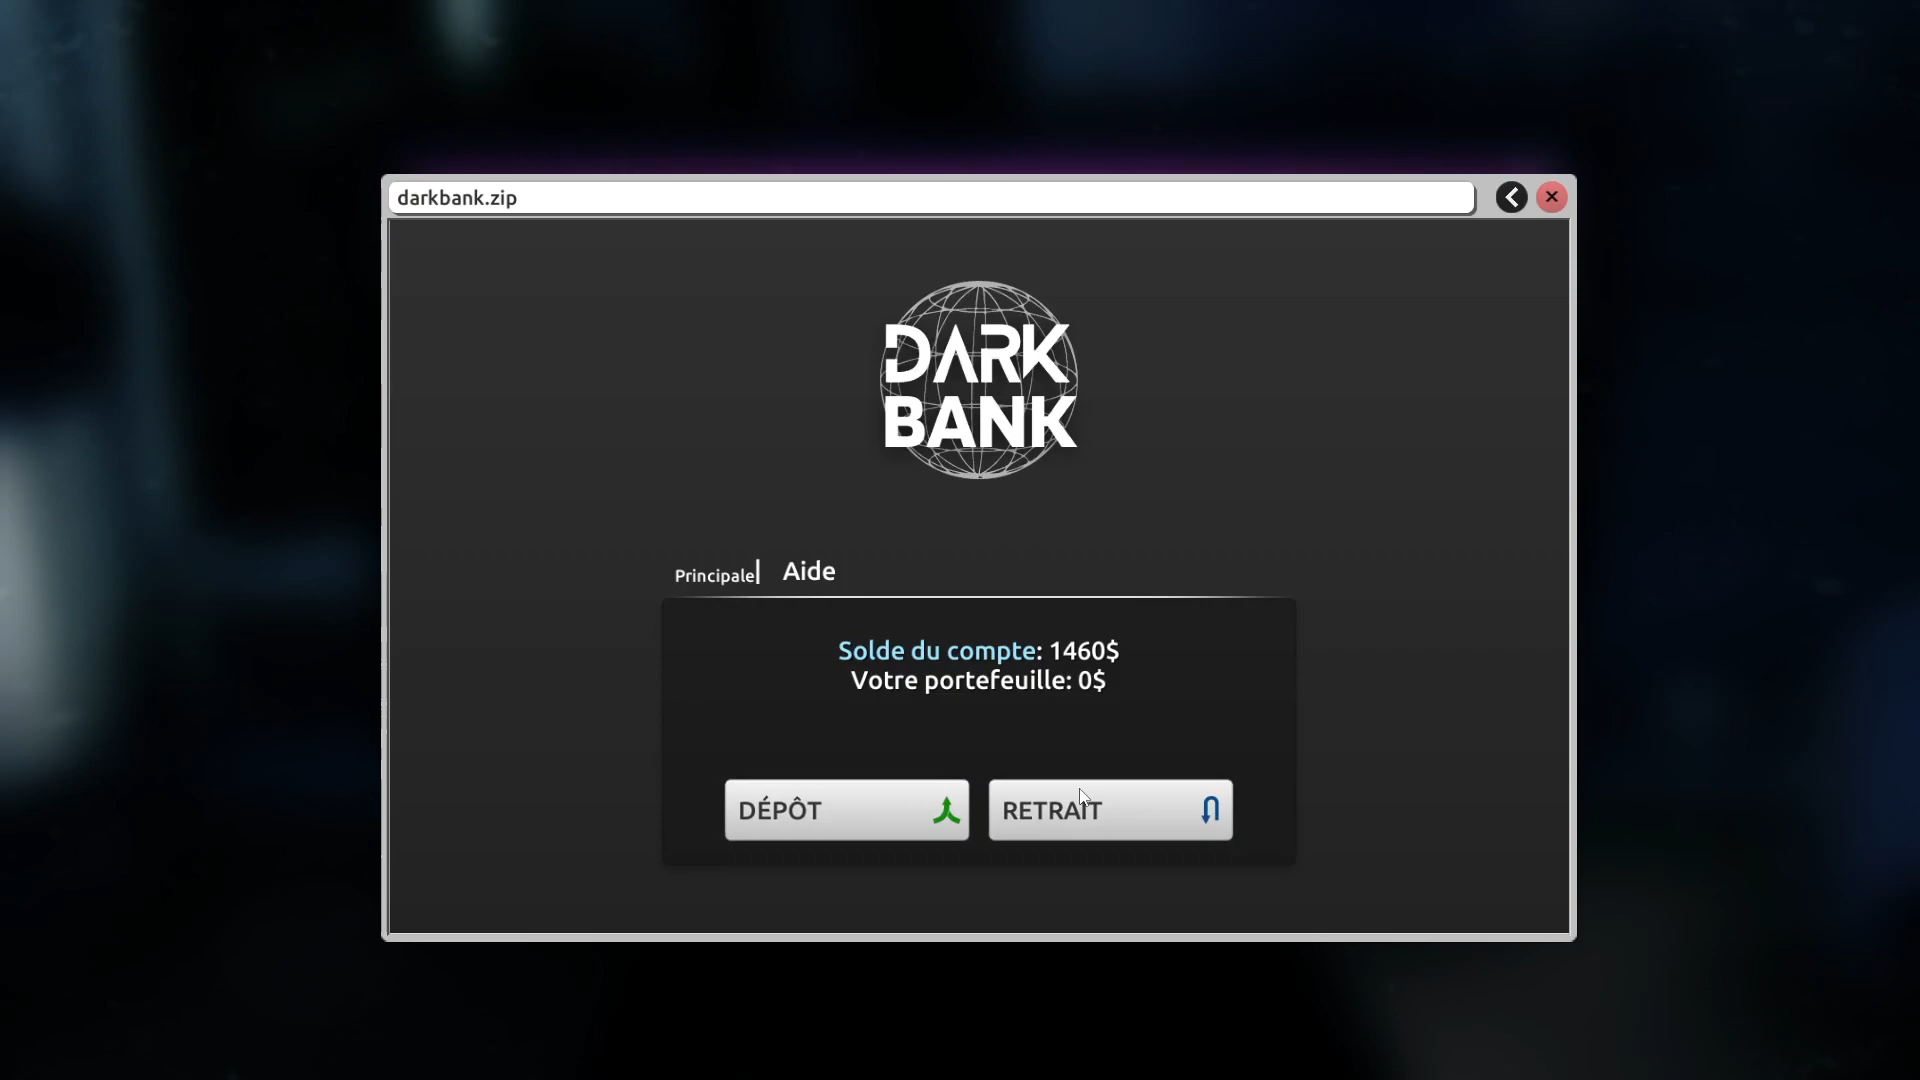 darkbank.zip
DARK
BANK
Principale Aide
Solde du compte: 1460$
Votre portefeuille: 0$
DÉPÔT RETRAIT